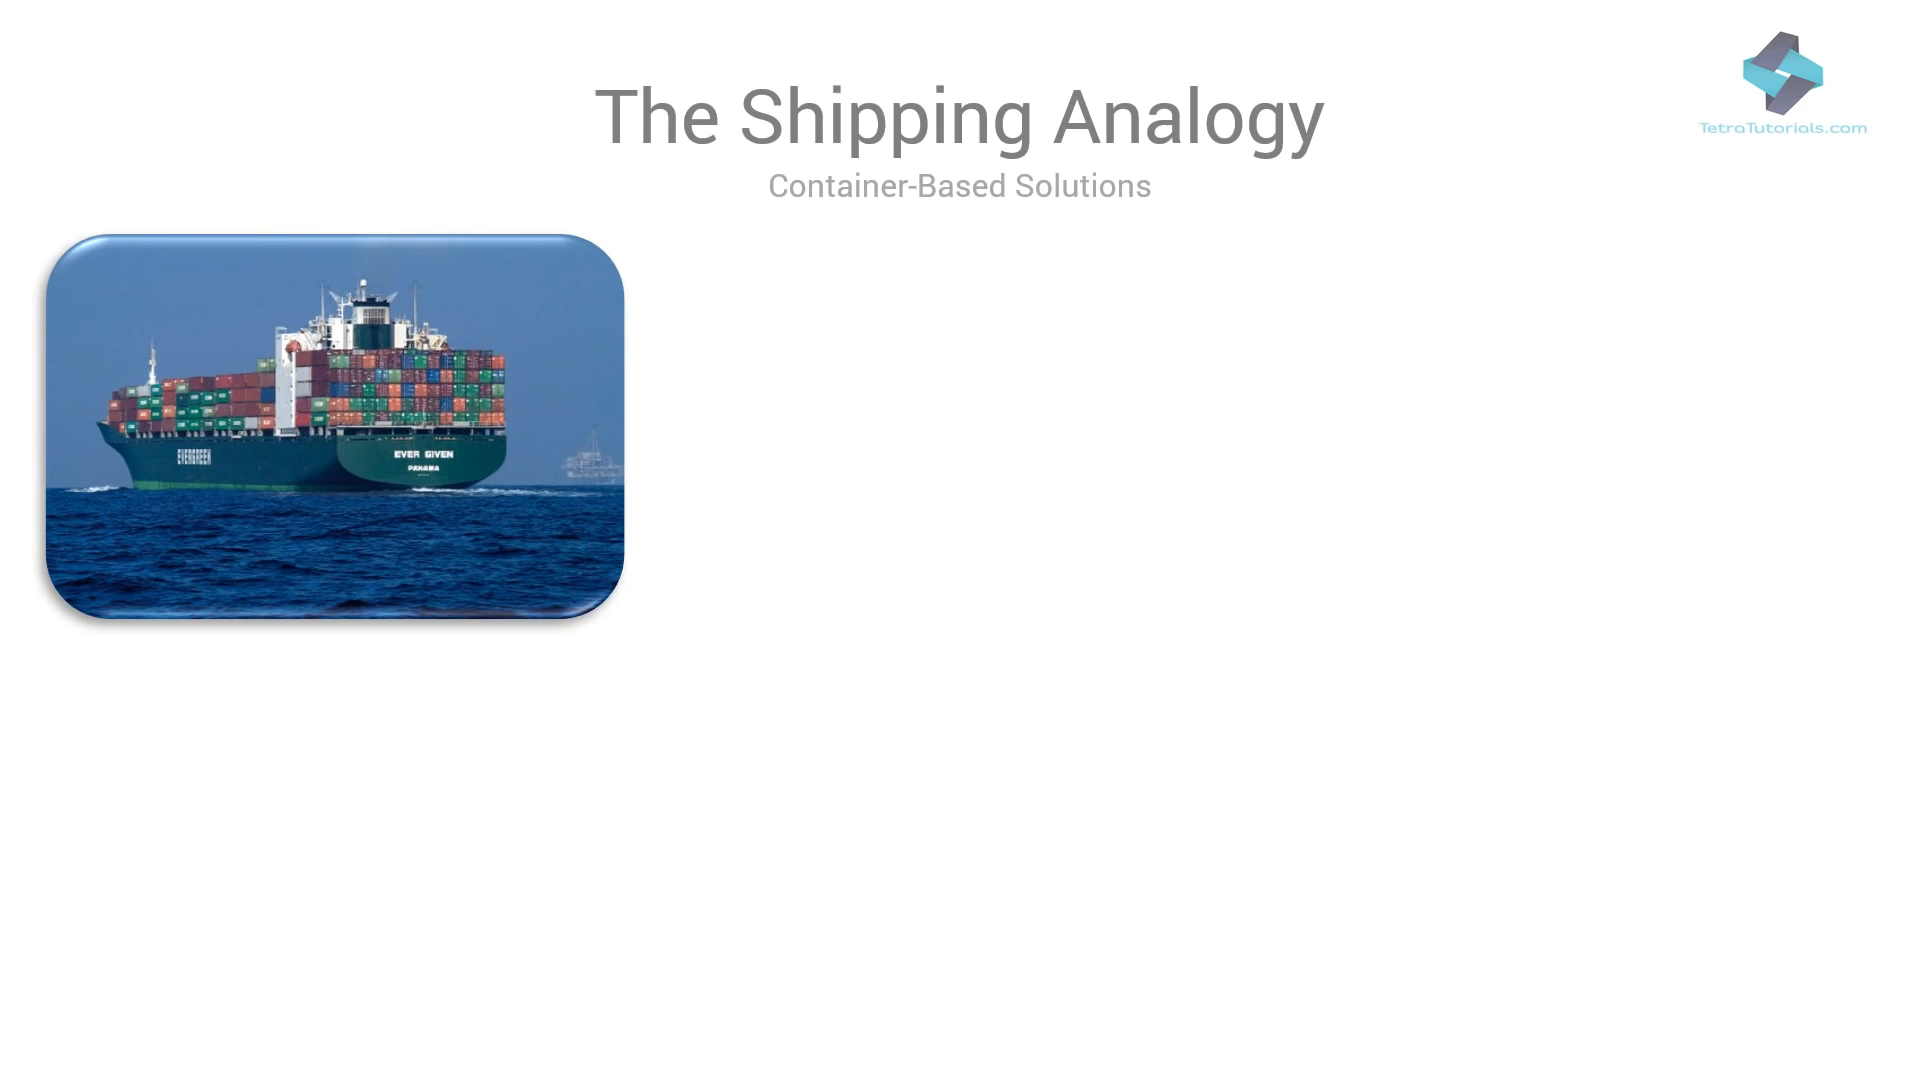 The Shipping Analogy
Container-Based Solutions
TetraTutorials.com
EVERGREEN
EVER GIVEN
PANAMA